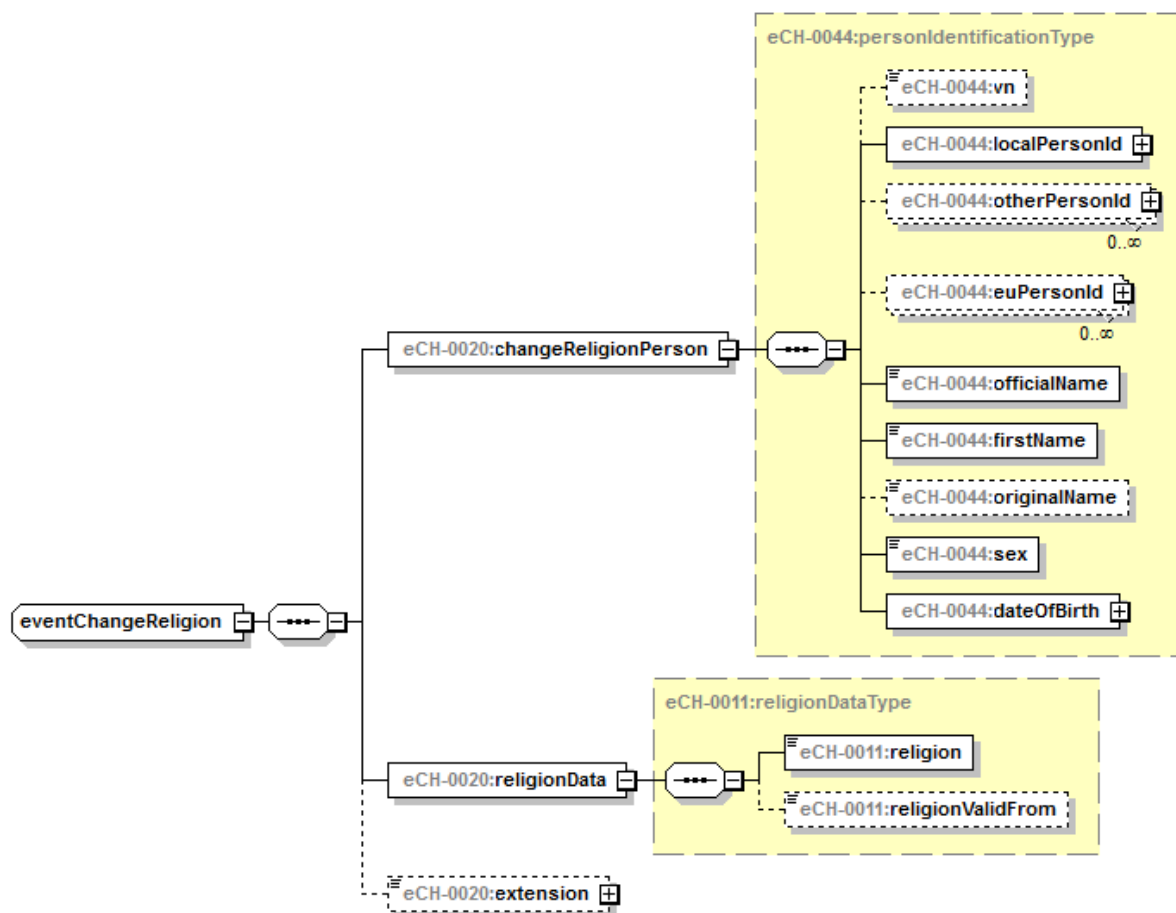 eCH-0044:personIdentificationType
eCH-0044:vn
eCH-0044:localPersonId
eCH-0044:otherPersonId
0..∞
eCH-0044:euPersonId
0..∞
eCH-0020:changeReligionPerson
eCH-0044:officialName
eCH-0044:firstName
eCH-0044:originalName
eCH-0044:sex
eCH-0044:dateOfBirth
eventChangeReligion
eCH-0011:religionDataType
eCH-0011:religion
eCH-0020:religionData
eCH-0011:religionValidFrom
eCH-0020:extension